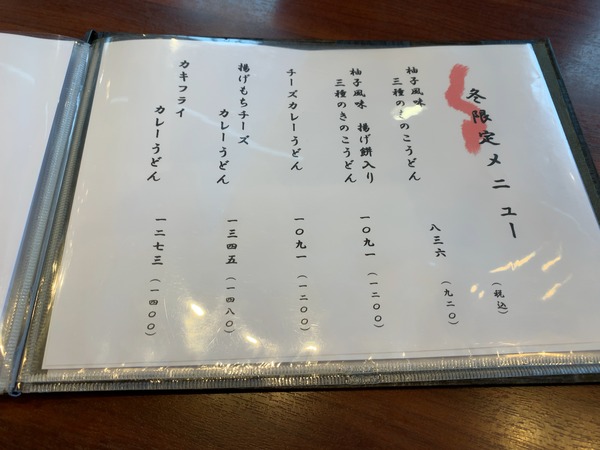 冬限定メニュー
(税込)
柚子風味
三種のきのこうどん
八三六
(九二〇)
柚子風味 揚げ餅入り
三種のきのこうどん
一〇九一
(一二〇〇)
チーズカレーうどん
一〇九一
(一二〇〇)
揚げもちチーズ
カレーうどん
一三四五
(一四八〇)
カキフライ
カレーうどん
一二七三
(一四〇〇)